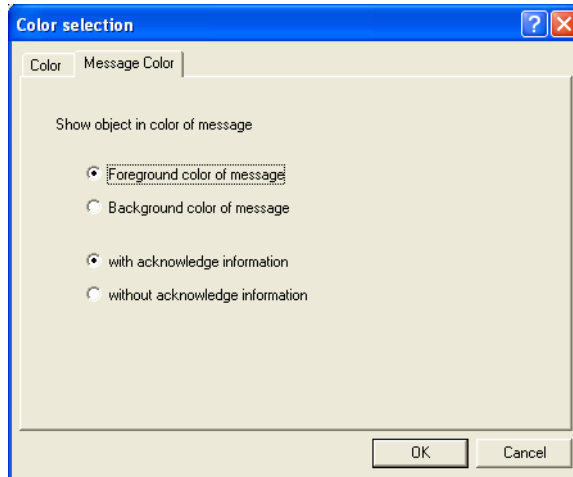 Color selection
Color
Message Color
Show object in color of message
Foreground color of message
Background color of message
with acknowledge information
without acknowledge information
OK
Cancel